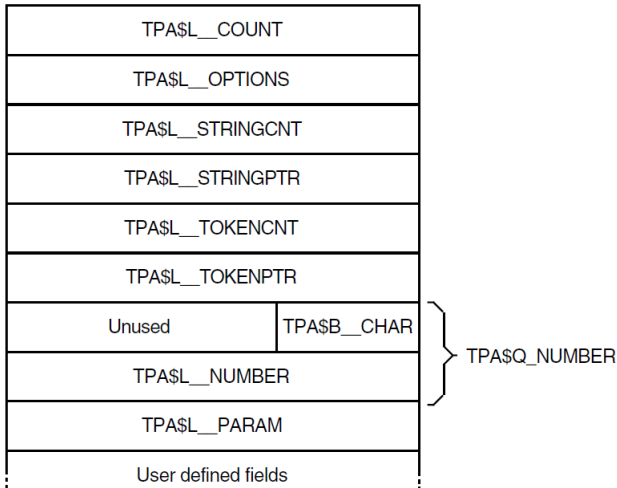 TPA$L__COUNT
TPA$L__OPTIONS
TPA$L__STRINGCNT
TPA$L__STRINGPTR
TPA$L__TOKENCNT
TPA$L__TOKENPTR
Unused TPA$B__CHAR
TPA$Q_NUMBER
TPA$L__NUMBER
TPA$L__PARAM
User defined fields